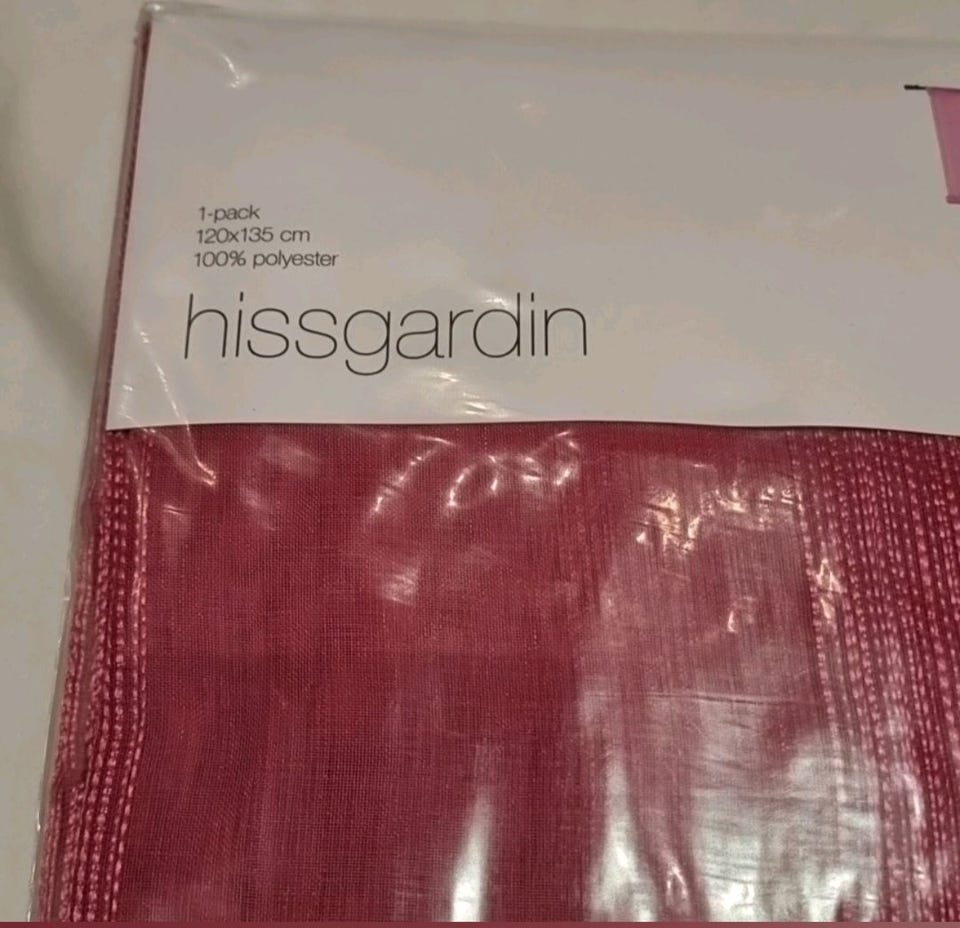 1-pack
120x135 cm
100% polyester
hissgardin